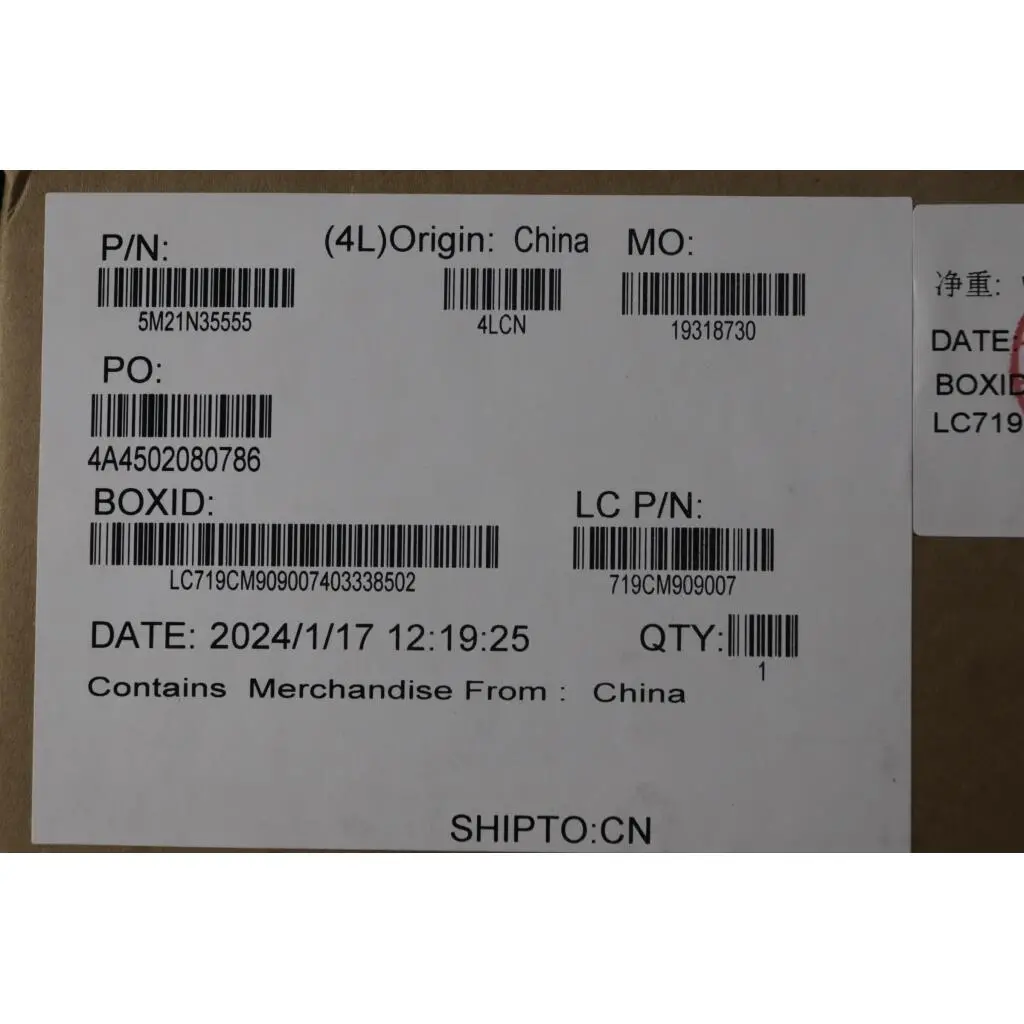 P/N:
(4L)Origin: China
MO:
5M21N35555
4LCN
19318730
PO:
4A4502080786
BOXID:
LC P/N:
LC719CM909007403338502
719CM909007
DATE: 2024/1/17 12:19:25
QTY:
1
Contains Merchandise From : China
SHIPTO:CN
净重:
DATE:
BOXID
LC719